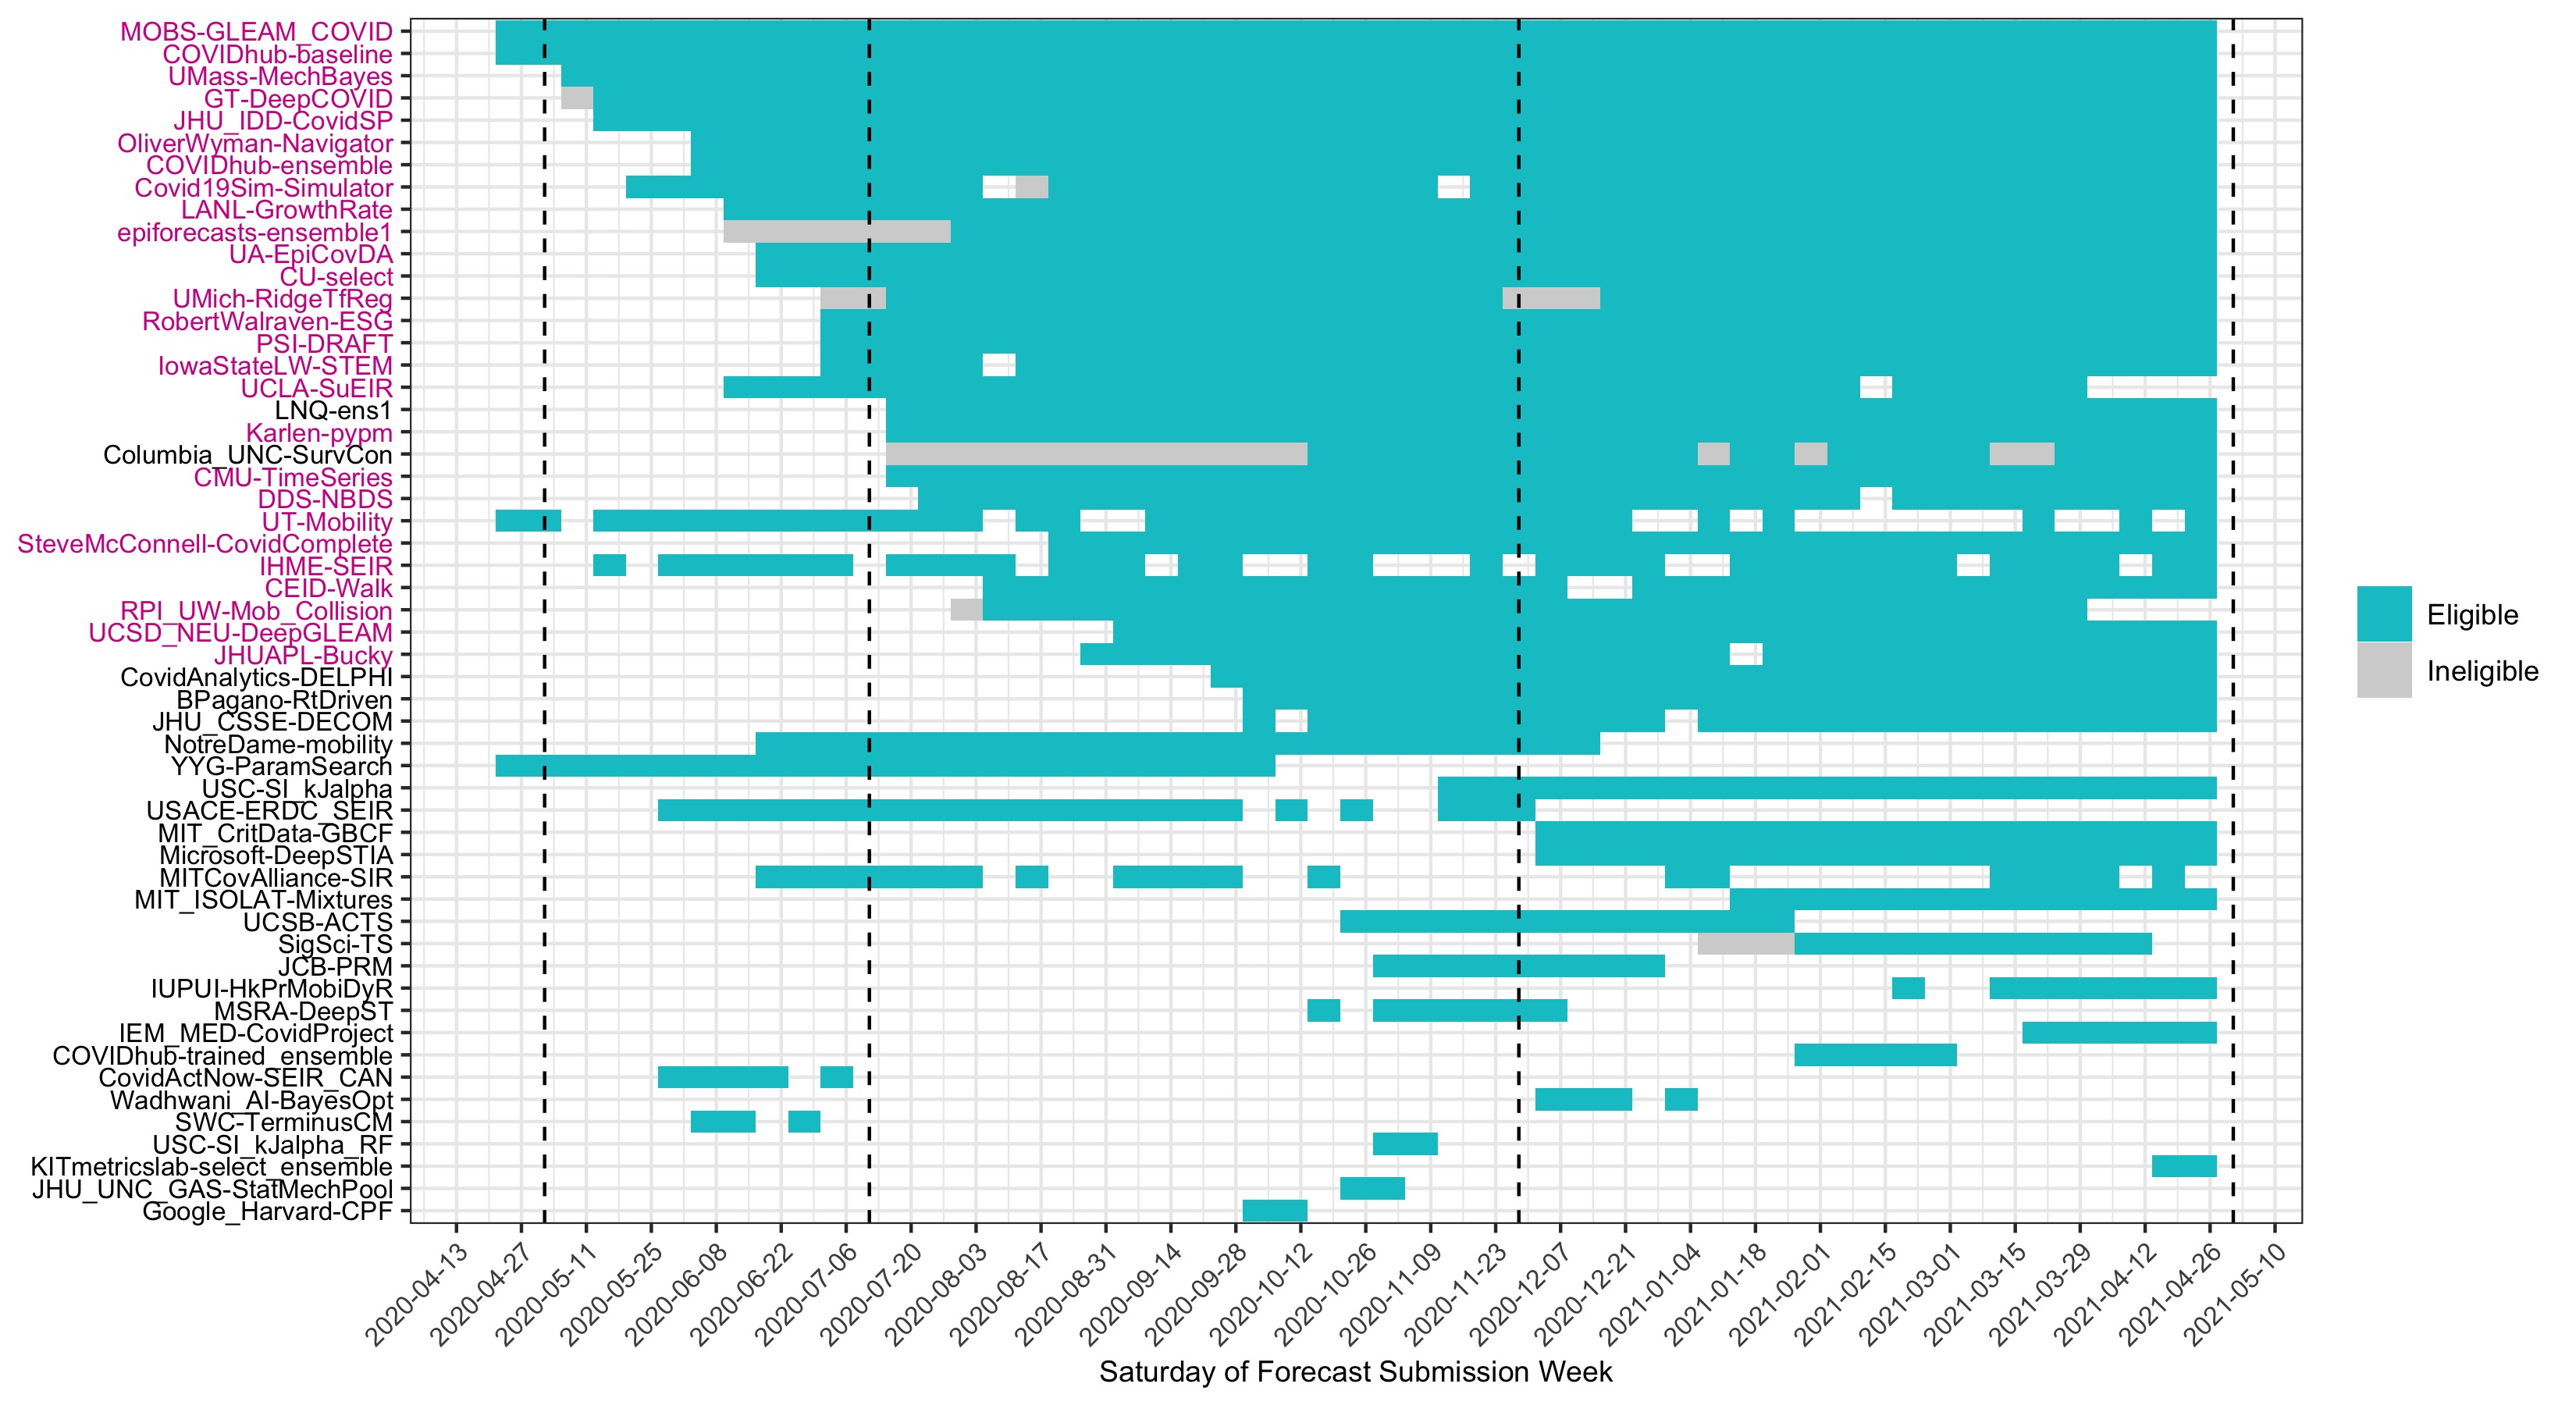 MOBS-GLEAM_COVID
COVIDhub-baseline
UMass-MechBayes
GT-DeepCOVID
JHU_IDD-CovidSP
OliverWyman-Navigator
COVIDhub-ensemble
Covid19Sim-Simulator
LANL-GrowthRate
epiforecasts-ensemble1
UA-EpiCovDA
CU-select
UMich-RidgeTfReg
RobertWalraven-ESG
PSI-DRAFT
IowaStateLW-STEM
UCLA-SuEIR
LNQ-ens1
Karlen-pypm
Columbia_UNC-SurvCon
CMU-TimeSeries
DDS-NBDS
UT-Mobility
SteveMcConnell-CovidComplete
IHME-SEIR
CEID-Walk
RPI_UW-Mob_Collision
UCSD_NEU-DeepGLEAM
JHUAPL-Bucky
CovidAnalytics-DELPHI
BPagano-RtDriven
JHU_CSSE-DECOM
NotreDame-mobility
YYG-ParamSearch
USC-SI_kJalpha
USACE-ERDC_SEIR
MIT_CritData-GBCF
Microsoft-DeepSTIA
MITCovAlliance-SIR
MIT_ISOLAT-Mixtures
UCSB-ACTS
SigSci-TS
JCB-PRM
IUPUI-HkPrMobiDyR
MSRA-DeepST
IEM_MED-CovidProject
COVIDhub-trained_ensemble
CovidActNow-SEIR_CAN
Wadhwani_AI-BayesOpt
SWC-TerminusCM
USC-SI_kJalpha_RF
KITmetricslab-select_ensemble
JHU_UNC_GAS-StatMechPool
Google_Harvard-CPF
Eligible
Ineligible
2020-04-13
2020-04-27
2020-05-11
2020-05-25
2020-06-08
2020-06-22
2020-07-06
2020-07-20
2020-08-03
2020-08-17
2020-08-31
2020-09-14
2020-09-28
2020-10-12
2020-10-26
2020-11-09
2020-11-23
2020-12-07
2020-12-21
2021-01-04
2021-01-18
2021-02-01
2021-02-15
2021-03-01
2021-03-15
2021-03-29
2021-04-12
2021-04-26
2021-05-10
Saturday of Forecast Submission Week